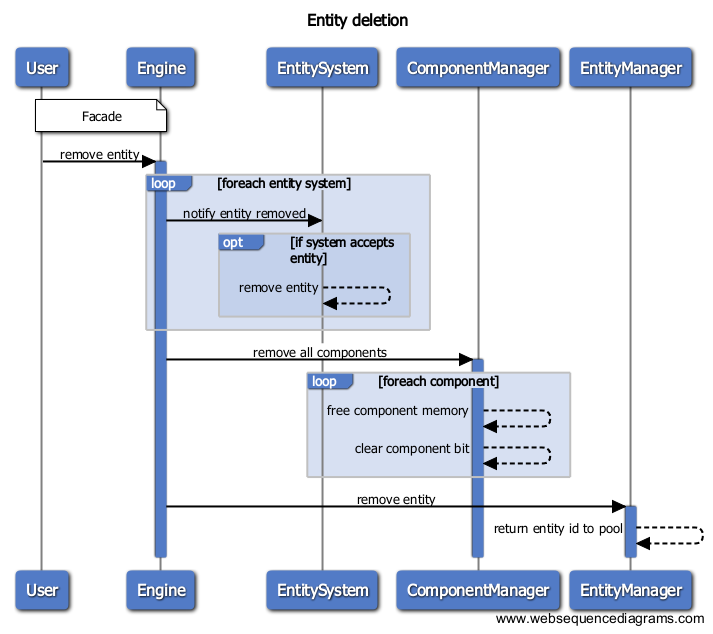 Entity deletion
User
Engine
EntitySystem
ComponentManager
EntityManager
Facade
remove entity
loop
[foreach entity system]
notify entity removed
opt
[if system accepts
entity]
remove entity
remove all components
loop
[foreach component]
free component memory
clear component bit
remove entity
return entity id to pool
User
Engine
EntitySystem
ComponentManager
EntityManager
www.websequencediagrams.com